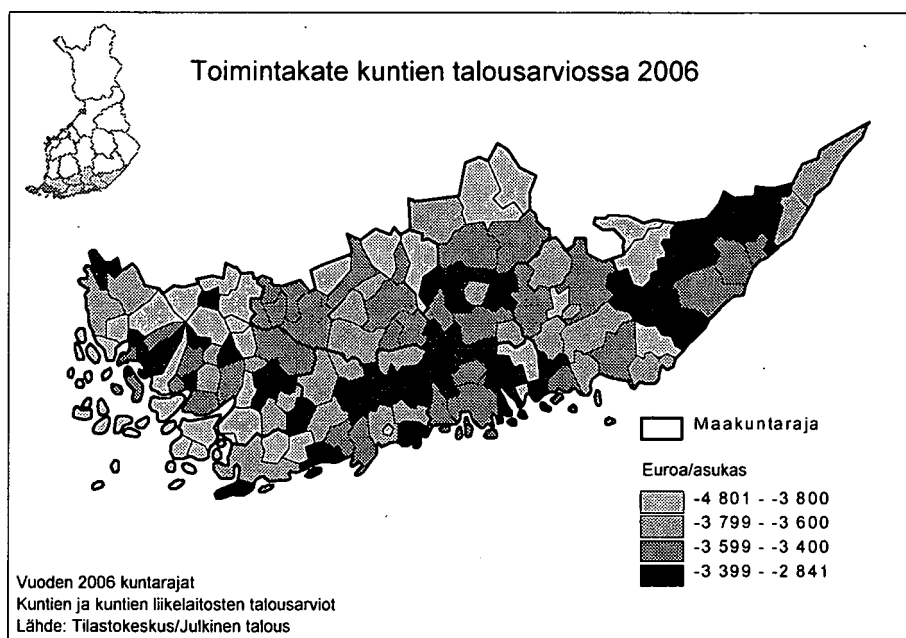 Toimintakate kuntien talousarviossa 2006
Maakuntaraja
Euroa/asukas
-4 801 - -3 800
-3 799 - -3 600
-3 599 - -3 400
-3 399 - -2 841
Vuoden 2006 kuntarajat
Kuntien ja kuntien liikelaitosten talousarviot
Lähde: Tilastokeskus/Julkinen talous